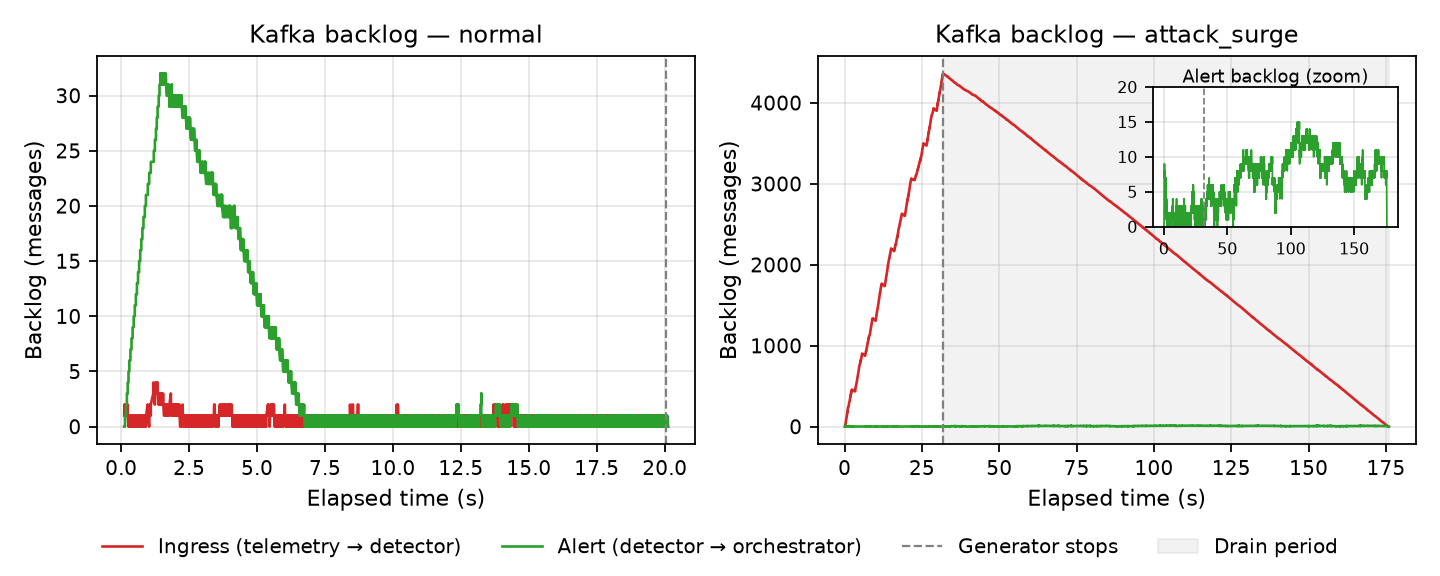 Kafka backlog — normal
Backlog (messages)
30
25
20
15
10
5
0
0.0 2.5 5.0 7.5 10.0 12.5 15.0 17.5 20.0
Elapsed time (s)
Kafka backlog — attack_surge
Backlog (messages)
4000
3000
2000
1000
0
0 25 50 75 100 125 150 175
Elapsed time (s)
Alert backlog (zoom)
20
15
10
5
0
0 50 100 150
Ingress (telemetry → detector) Alert (detector → orchestrator) Generator stops Drain period